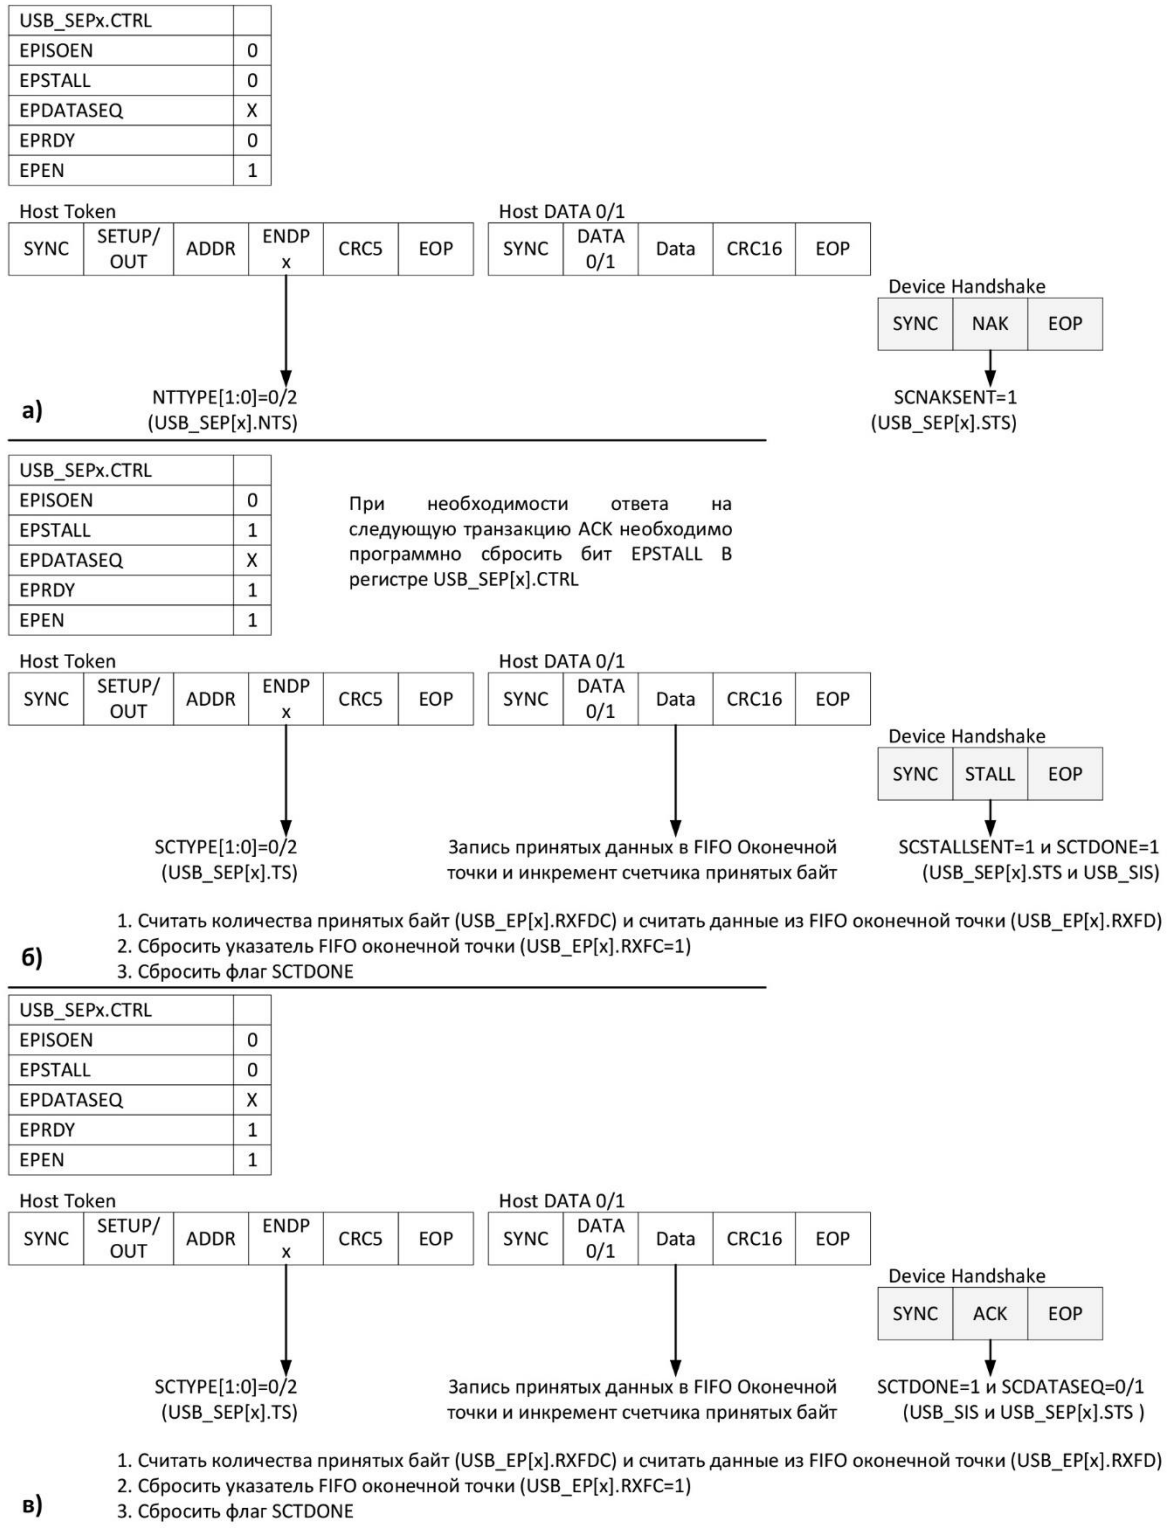 USB_SEPx.CTRL
EPISOEN 0
EPSTALL 0
EPDATASEQ X
EPRDY 0
EPEN 1
Host Token
SYNC SETUP/ OUT ADDR ENDP x CRC5 EOP
Host DATA 0/1
SYNC DATA 0/1 Data CRC16 EOP
Device Handshake
SYNC NAK EOP
NTTYPE[1:0]=0/2
(USB_SEP[x].NTS)
SCNAKSENT=1
(USB_SEP[x].STS)
а)
USB_SEPx.CTRL
EPISOEN 0
EPSTALL 1
EPDATASEQ X
EPRDY 1
EPEN 1
При необходимости ответа на
следующую транзакцию ACK необходимо
программно сбросить бит EPSTALL В
регистре USB_SEP[x].CTRL
Host Token
SYNC SETUP/ OUT ADDR ENDP x CRC5 EOP
Host DATA 0/1
SYNC DATA 0/1 Data CRC16 EOP
Device Handshake
SYNC STALL EOP
SCTYPE[1:0]=0/2
(USB_SEP[x].TS)
Запись принятых данных в FIFO Оконечной
точки и инкремент счетчика принятых байт
SCSTALLSENT=1 и SCTDONE=1
(USB_SEP[x].STS и USB_SIS)
1. Считать количества принятых байт (USB_EP[x].RXFDC) и считать данные из FIFO оконечной точки (USB_EP[x].RXFD)
2. Сбросить указатель FIFO оконечной точки (USB_EP[x].RXFC=1)
3. Сбросить флаг SCTDONE
б)
USB_SEPx.CTRL
EPISOEN 0
EPSTALL 0
EPDATASEQ X
EPRDY 1
EPEN 1
Host Token
SYNC SETUP/ OUT ADDR ENDP x CRC5 EOP
Host DATA 0/1
SYNC DATA 0/1 Data CRC16 EOP
Device Handshake
SYNC ACK EOP
SCTYPE[1:0]=0/2
(USB_SEP[x].TS)
Запись принятых данных в FIFO Оконечной
точки и инкремент счетчика принятых байт
SCTDONE=1 и SCDATASEQ=0/1
(USB_SIS и USB_SEP[x].STS )
1. Считать количества принятых байт (USB_EP[x].RXFDC) и считать данные из FIFO оконечной точки (USB_EP[x].RXFD)
2. Сбросить указатель FIFO оконечной точки (USB_EP[x].RXFC=1)
3. Сбросить флаг SCTDONE
в)